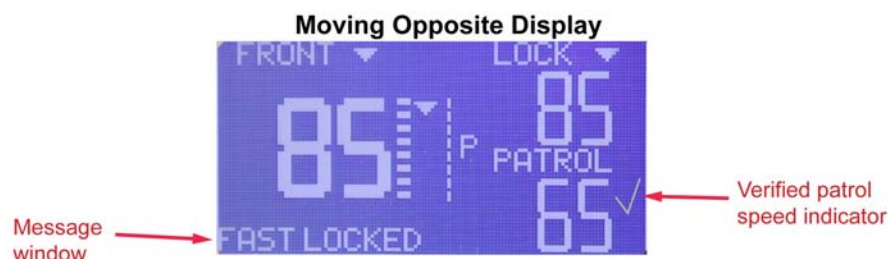 Moving Opposite Display
FRONT LOCK
85 85
P PATROL
65
FAST LOCKED
Message
window
Verified patrol
speed indicator